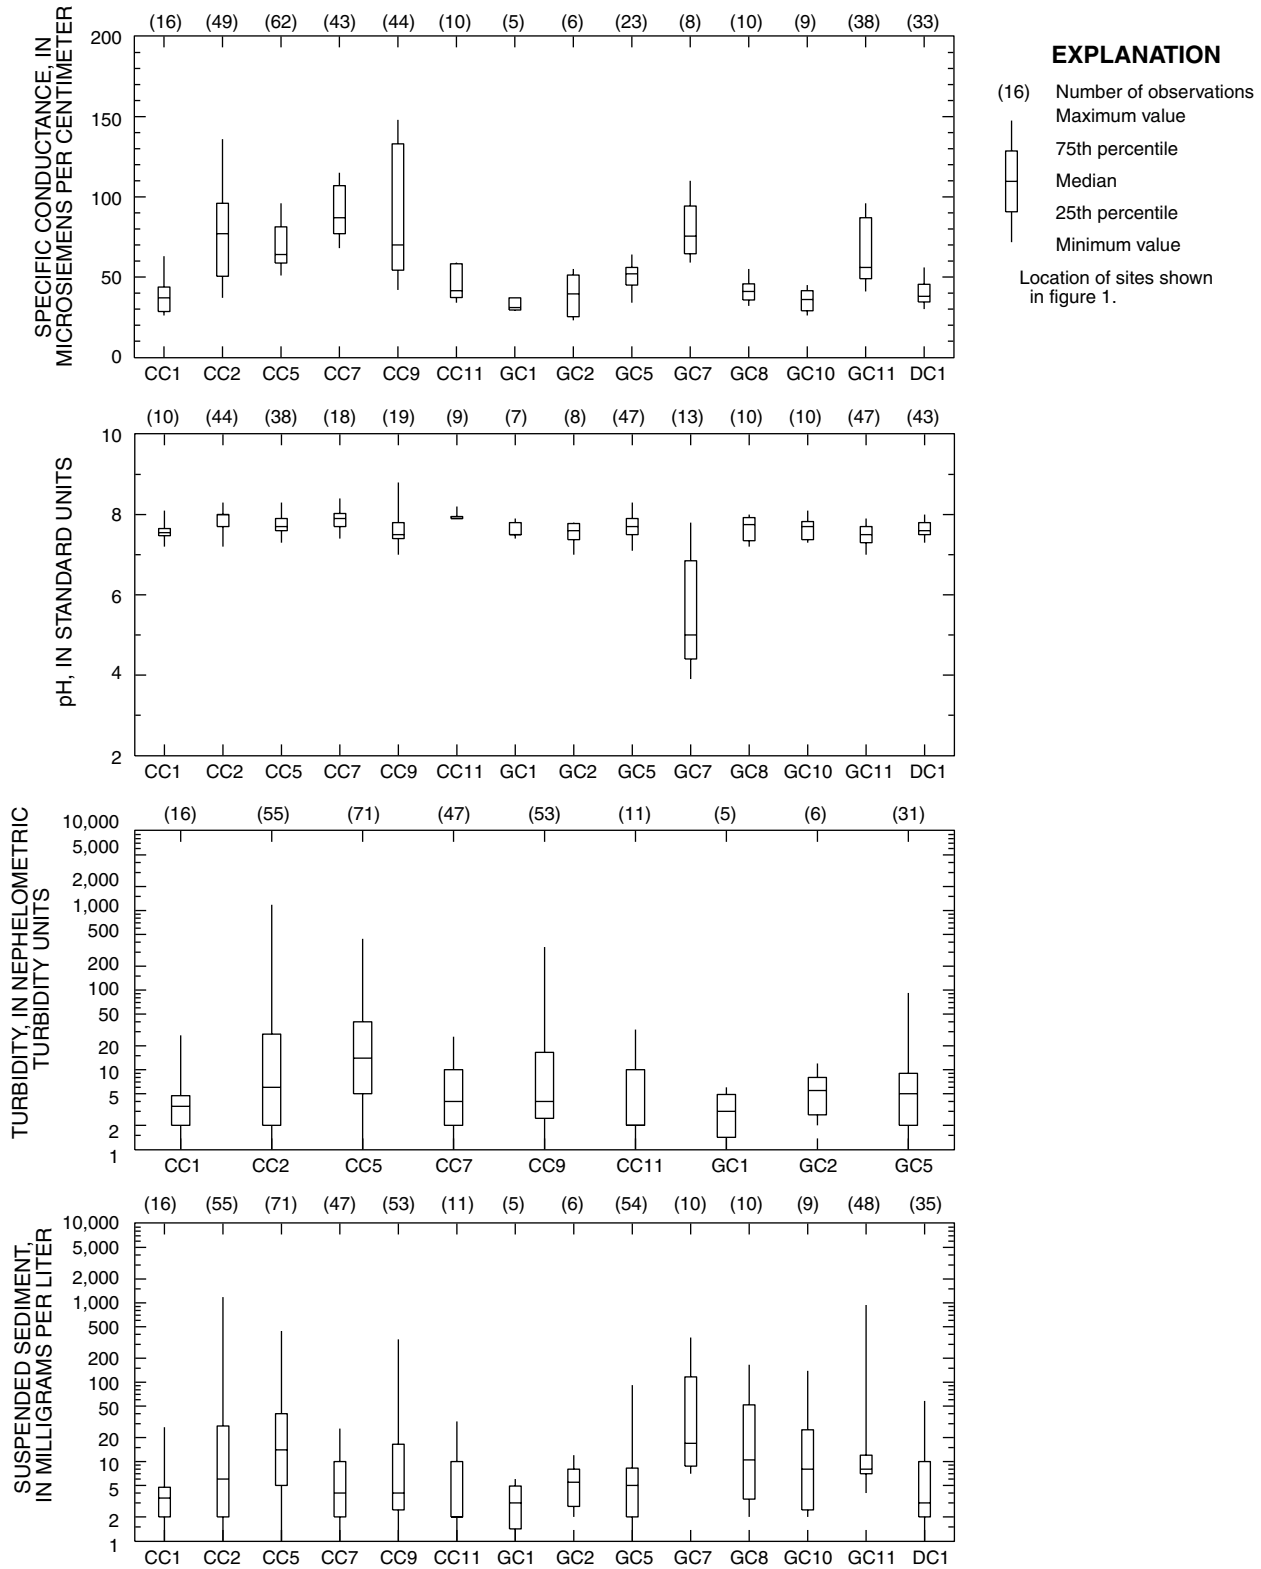 (16) (49) (62) (43) (44) (10) (5) (6) (23) (8) (10) (9) (38) (33)
SPECIFIC CONDUCTANCE, IN
MICROSIEMENS PER CENTIMETER
200
150
100
50
0
CC1 CC2 CC5 CC7 CC9 CC11 GC1 GC2 GC5 GC7 GC8 GC10 GC11 DC1
EXPLANATION
(16) Number of observations
Maximum value
75th percentile
Median
25th percentile
Minimum value
Location of sites shown
in figure 1.
(10) (44) (38) (18) (19) (9) (7) (8) (47) (13) (10) (10) (47) (43)
pH, IN STANDARD UNITS
10
8
6
4
2
CC1 CC2 CC5 CC7 CC9 CC11 GC1 GC2 GC5 GC7 GC8 GC10 GC11 DC1
(16) (55) (71) (47) (53) (11) (5) (6) (31)
TURBIDITY, IN NEPHELOMETRIC
TURBIDITY UNITS
10,000
5,000
2,000
1,000
500
200
100
50
20
10
5
2
1
CC1 CC2 CC5 CC7 CC9 CC11 GC1 GC2 GC5
(16) (55) (71) (47) (53) (11) (5) (6) (54) (10) (10) (9) (48) (35)
SUSPENDED SEDIMENT,
IN MILLIGRAMS PER LITER
10,000
5,000
2,000
1,000
500
200
100
50
20
10
5
2
1
CC1 CC2 CC5 CC7 CC9 CC11 GC1 GC2 GC5 GC7 GC8 GC10 GC11 DC1